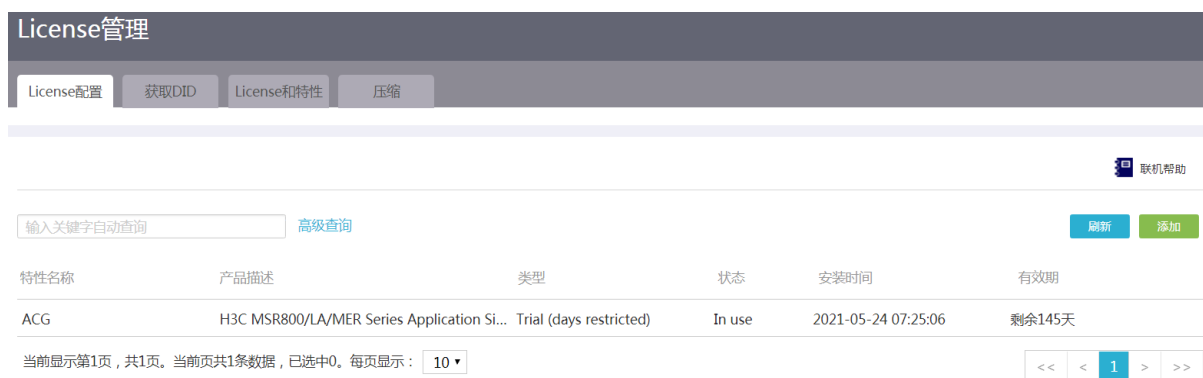 License管理
License配置 获取DID License和特性 压缩
联机帮助
输入关键字自动查询 高级查询 刷新 添加
特性名称 产品描述 类型 状态 安装时间 有效期
ACG H3C MSR800/LA/MER Series Application Si... Trial (days restricted) In use 2021-05-24 07:25:06 剩余145天
当前显示第1页，共1页。当前页共1条数据，已选中0。每页显示： 10 << < 1 > >>